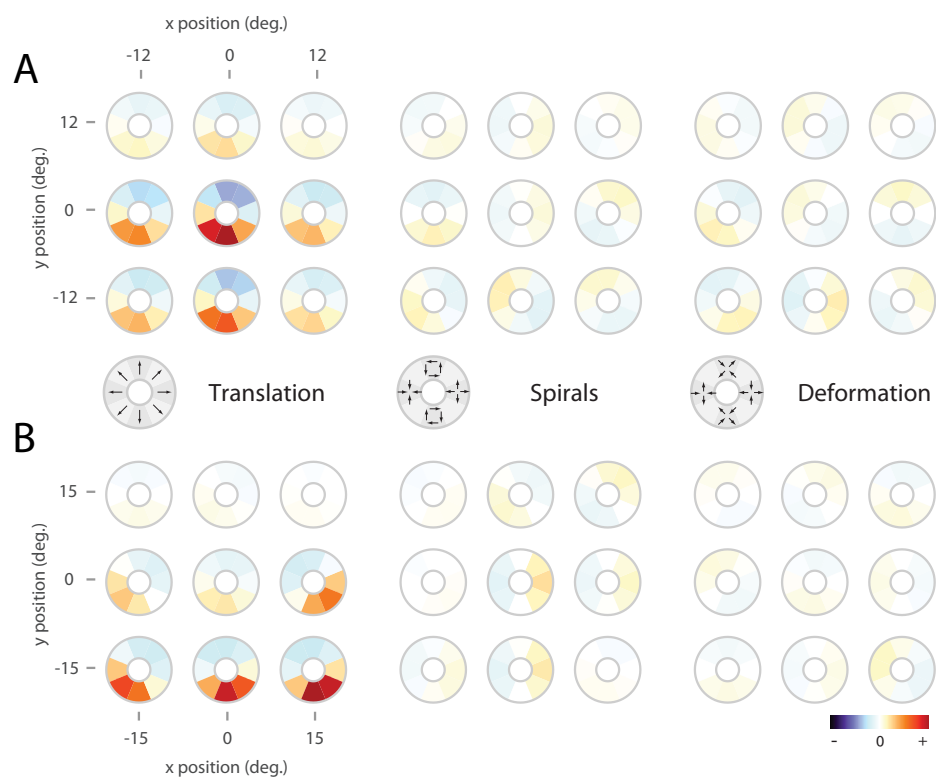 x position (deg.)
-12 0 12
A
y position (deg.)
12
0
-12
Translation Spirals Deformation
B
y position (deg.)
15
0
-15
-15 0 15
x position (deg.)
- 0 +